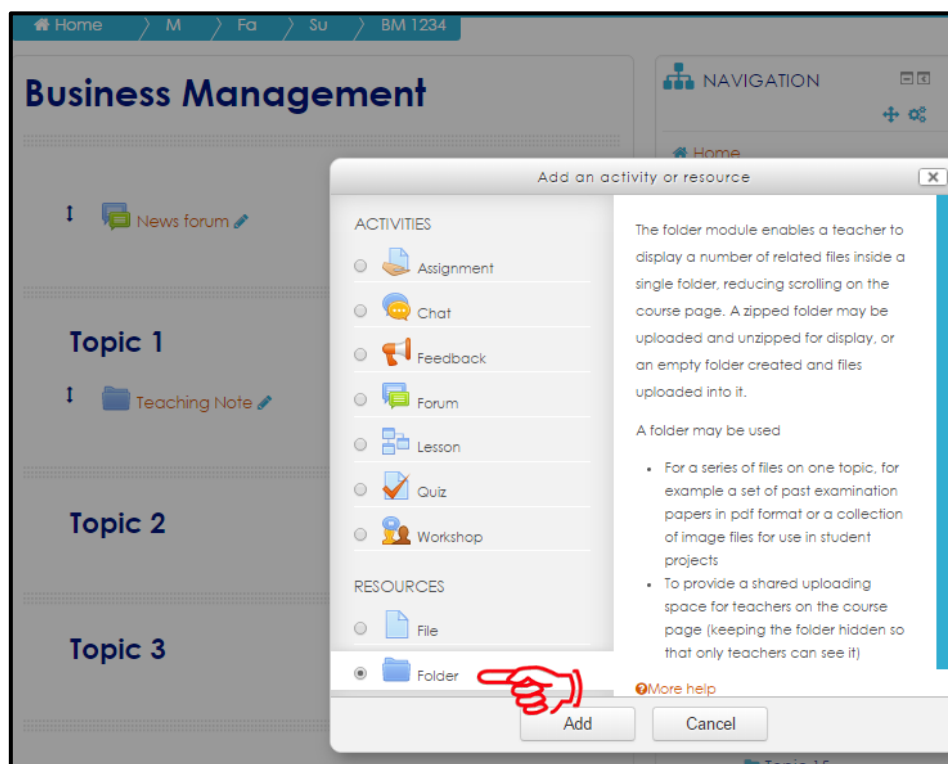 Home M Fa Su BM 1234
Business Management
NAVIGATION
Home
News forum
Topic 1
Teaching Note
Topic 2
Topic 3
Add an activity or resource
ACTIVITIES
Assignment
Chat
Feedback
Forum
Lesson
Quiz
Workshop
RESOURCES
File
Folder
The folder module enables a teacher to
display a number of related files inside a
single folder, reducing scrolling on the
course page. A zipped folder may be
uploaded and unzipped for display, or
an empty folder created and files
uploaded into it.
A folder may be used
• For a series of files on one topic, for
example a set of past examination
papers in pdf format or a collection
of image files for use in student
projects
• To provide a shared uploading
space for teachers on the course
page (keeping the folder hidden so
that only teachers can see it)
More help
Add Cancel
Topic 15